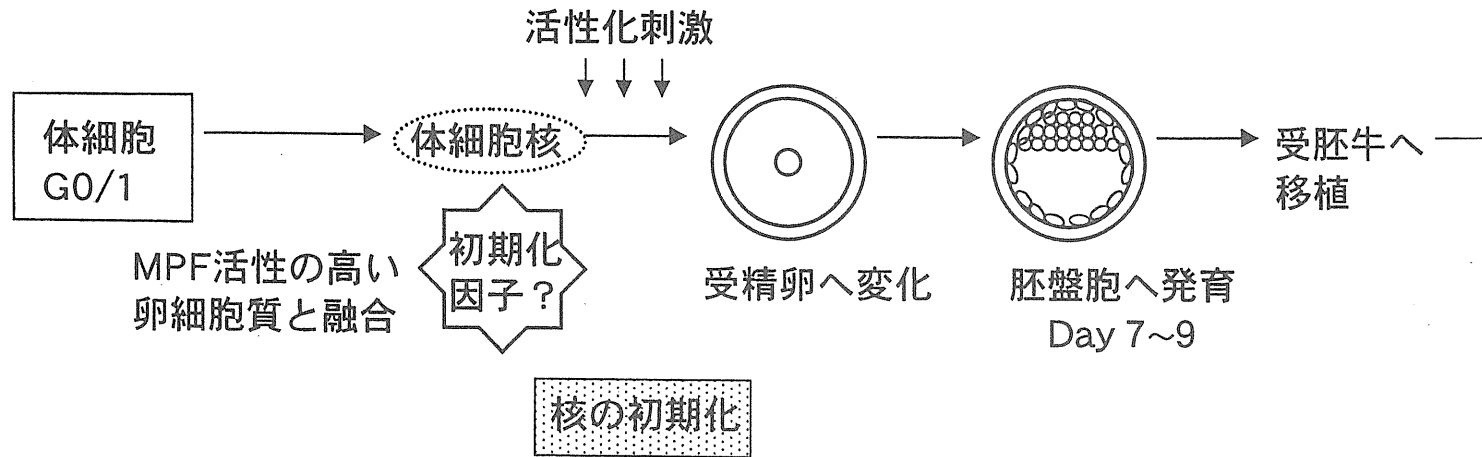 活性化刺激
体細胞
G0/1
体細胞核
受胚牛へ
移植
MPF活性の高い
卵細胞質と融合
初期化
因子？
受精卵へ変化
胚盤胞へ発育
Day 7~9
核の初期化